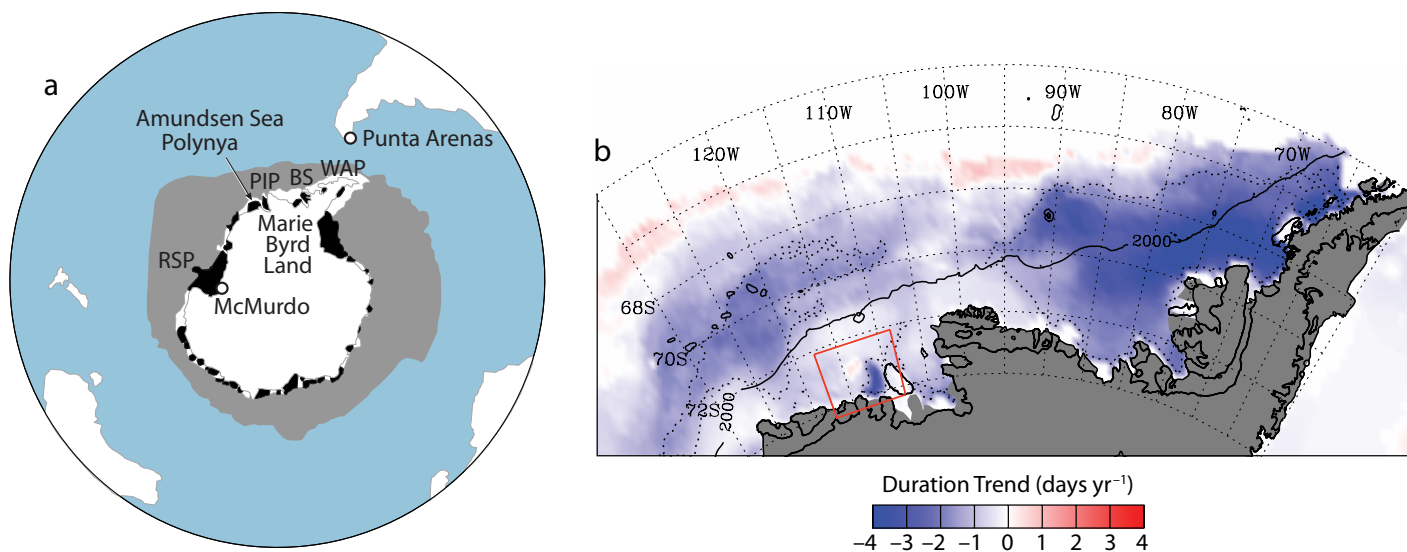 a
Amundsen Sea
Polynya
Punta Arenas
PIP
BS
WAP
Marie
Byrd
Land
RSP
McMurdo
b
120W
110W
100W
90W
80W
70W
68S
70S
72S
2000
2000
Duration Trend (days yr⁻¹)
−4 −3 −2 −1 0 1 2 3 4